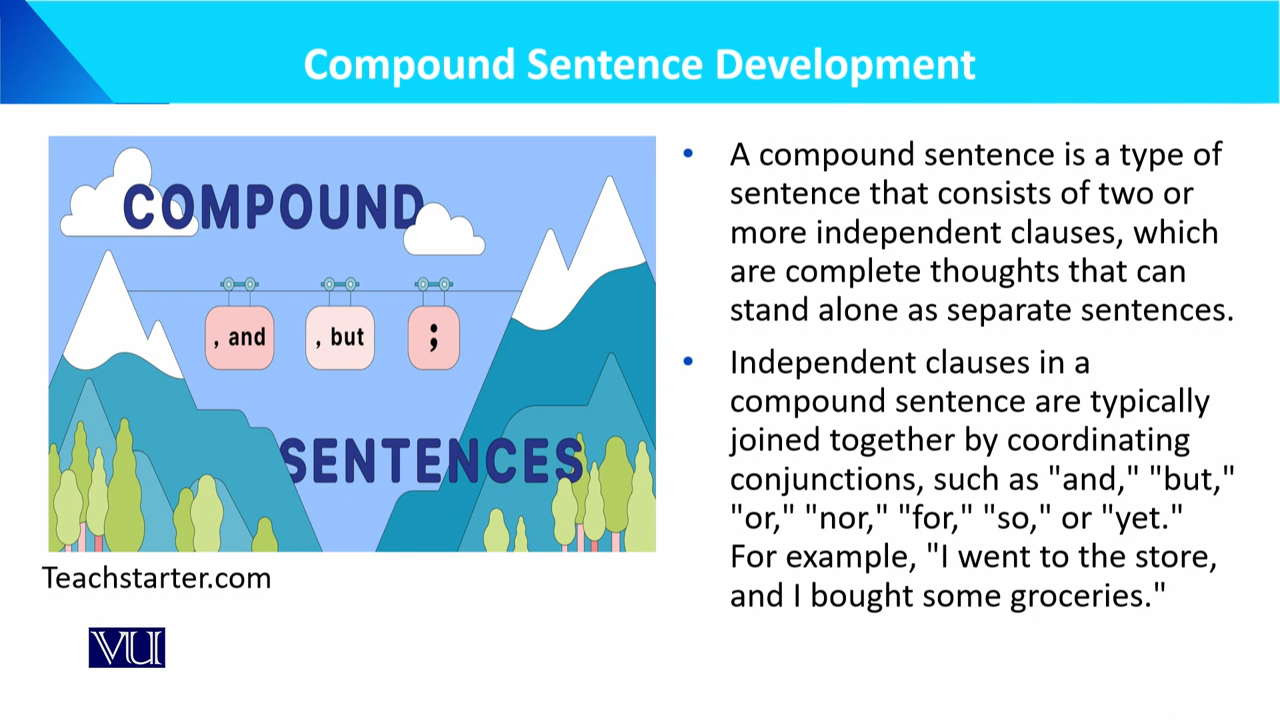 Compound Sentence Development
COMPOUND
, and
, but
;
SENTENCES
Teachstarter.com
VU
• A compound sentence is a type of
sentence that consists of two or
more independent clauses, which
are complete thoughts that can
stand alone as separate sentences.
• Independent clauses in a
compound sentence are typically
joined together by coordinating
conjunctions, such as "and," "but,"
"or," "nor," "for," "so," or "yet."
For example, "I went to the store,
and I bought some groceries."